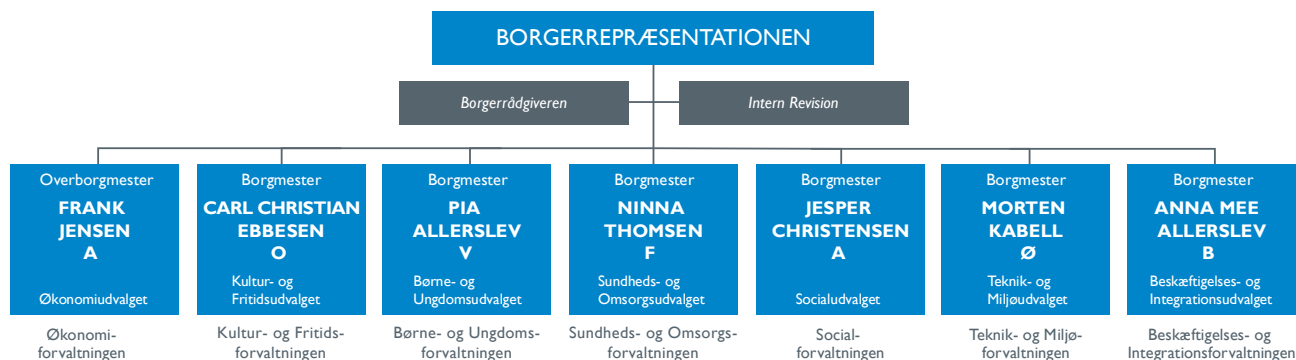 BORGERREPRÆSENTATIONEN
Borgerrådgiveren
Intern Revision
Overborgmester
FRANK
JENSEN
A
Økonomiudvalget
Økonomi-
forvaltningen
Borgmester
CARL CHRISTIAN
EBBESEN
O
Kultur- og
Fritidsudvalget
Kultur- og Fritids-
forvaltningen
Borgmester
PIA
ALLERSLEV
V
Børne- og
Ungdomsudvalget
Børne- og Ungdoms-
forvaltningen
Borgmester
NINNA
THOMSEN
F
Sundheds- og
Omsorgsudvalget
Sundheds- og Omsorgs-
forvaltningen
Borgmester
JESPER
CHRISTENSEN
A
Socialudvalget
Social-
forvaltningen
Borgmester
MORTEN
KABELL
Ø
Teknik- og
Miljøudvalget
Teknik- og Miljø-
forvaltningen
Borgmester
ANNA MEE
ALLERSLEV
B
Beskæftigelses- og
Integrationsudvalget
Beskæftigelses- og
Integrationforvaltningen